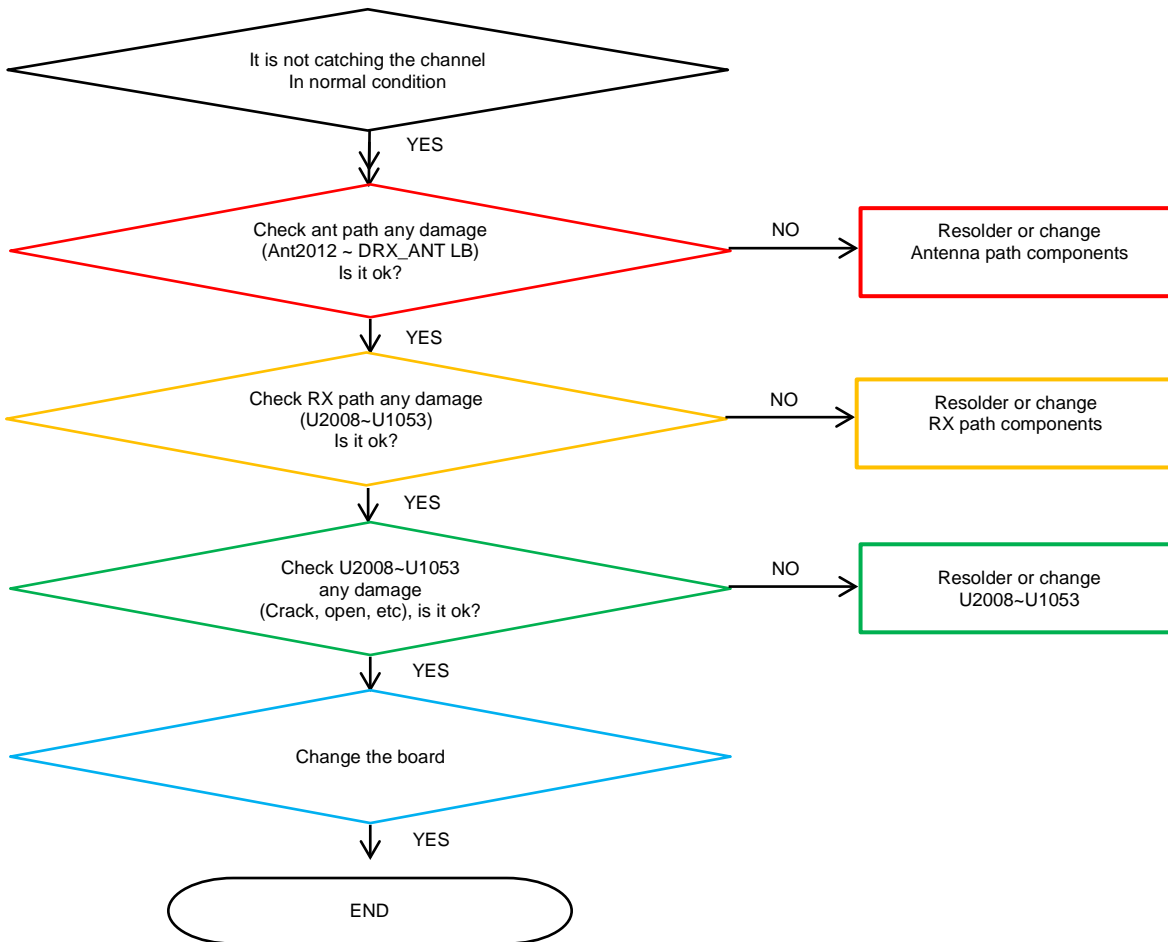 It is not catching the channel
In normal condition
YES
Check ant path any damage
(Ant2012 ~ DRX_ANT LB)
Is it ok?
NO
Resolder or change
Antenna path components
YES
Check RX path any damage
(U2008~U1053)
Is it ok?
NO
Resolder or change
RX path components
YES
Check U2008~U1053
any damage
(Crack, open, etc), is it ok?
NO
Resolder or change
U2008~U1053
YES
Change the board
YES
END